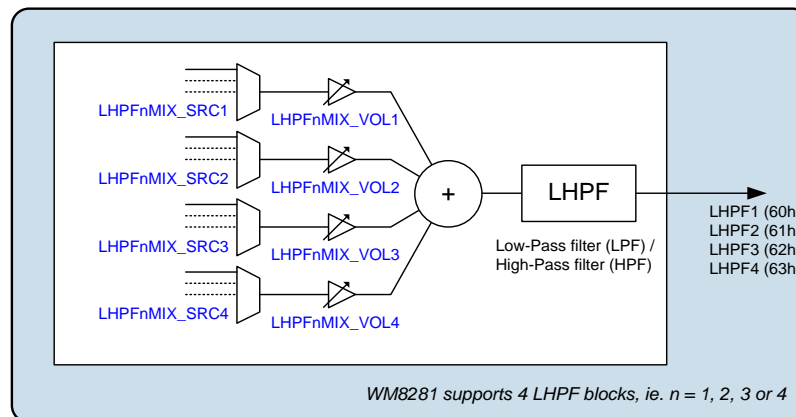 LHPFnMIX_SRC1
LHPFnMIX_VOL1
LHPFnMIX_SRC2
LHPFnMIX_VOL2
LHPFnMIX_SRC3
LHPFnMIX_VOL3
LHPFnMIX_SRC4
LHPFnMIX_VOL4
+
LHPF
Low-Pass filter (LPF) /
High-Pass filter (HPF)
LHPF1 (60h
LHPF2 (61h
LHPF3 (62h
LHPF4 (63h
WM8281 supports 4 LHPF blocks, ie. n = 1, 2, 3 or 4